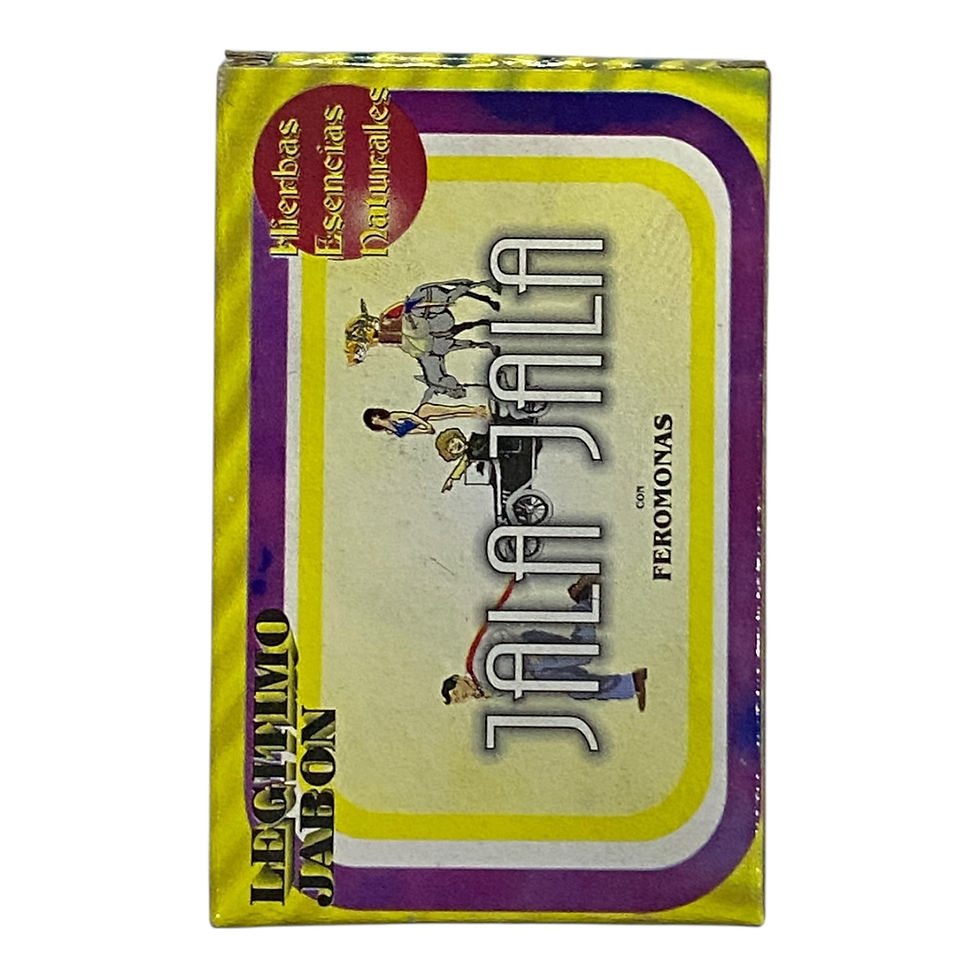 LEGITIMO
JABON
Hierbas
Esencias
Naturales
JALA JALA
CON
FEROMONAS